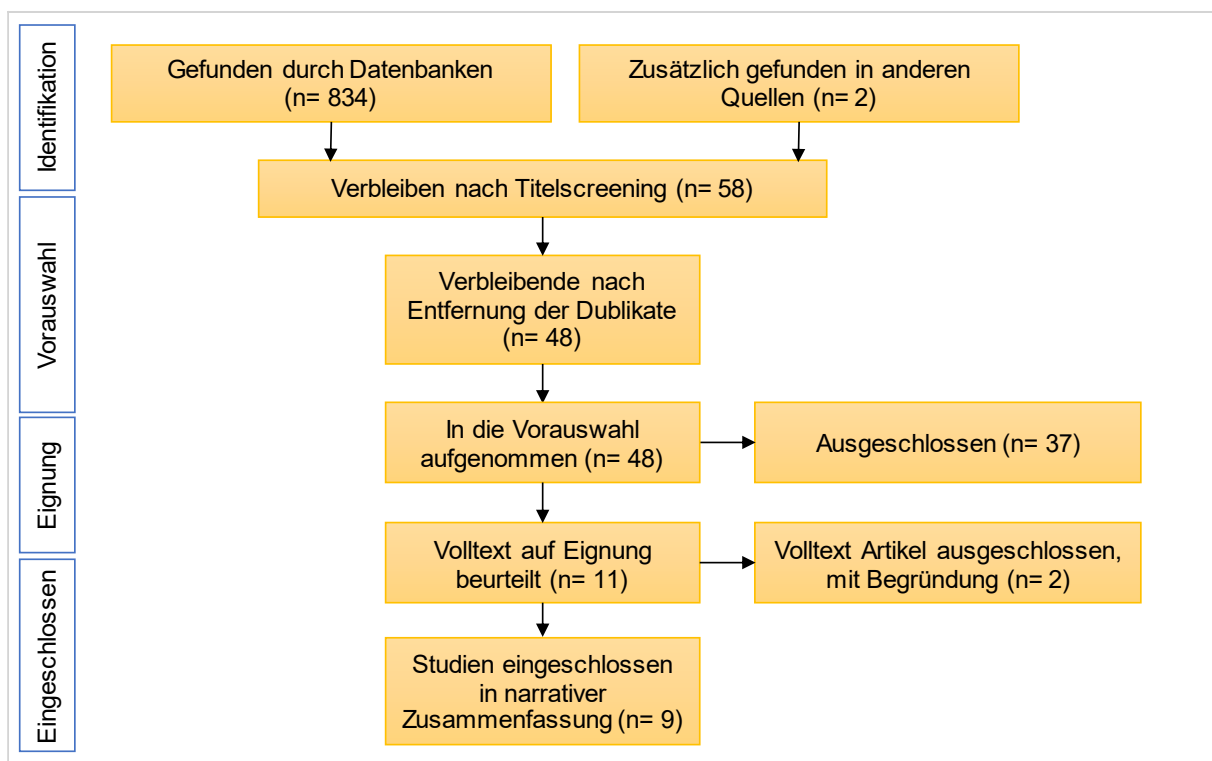 Identifikation
Gefunden durch Datenbanken
(n= 834)
Zusätzlich gefunden in anderen
Quellen (n= 2)
Verbleiben nach Titelscreening (n= 58)
Vorauswahl
Verbleibende nach
Entfernung der Dublikate
(n= 48)
Eignung
In die Vorauswahl
aufgenommen (n= 48)
Ausgeschlossen (n= 37)
Volltext auf Eignung
beurteilt (n= 11)
Volltext Artikel ausgeschlossen,
mit Begründung (n= 2)
Eingeschlossen
Studien eingeschlossen
in narrativer
Zusammenfassung (n= 9)